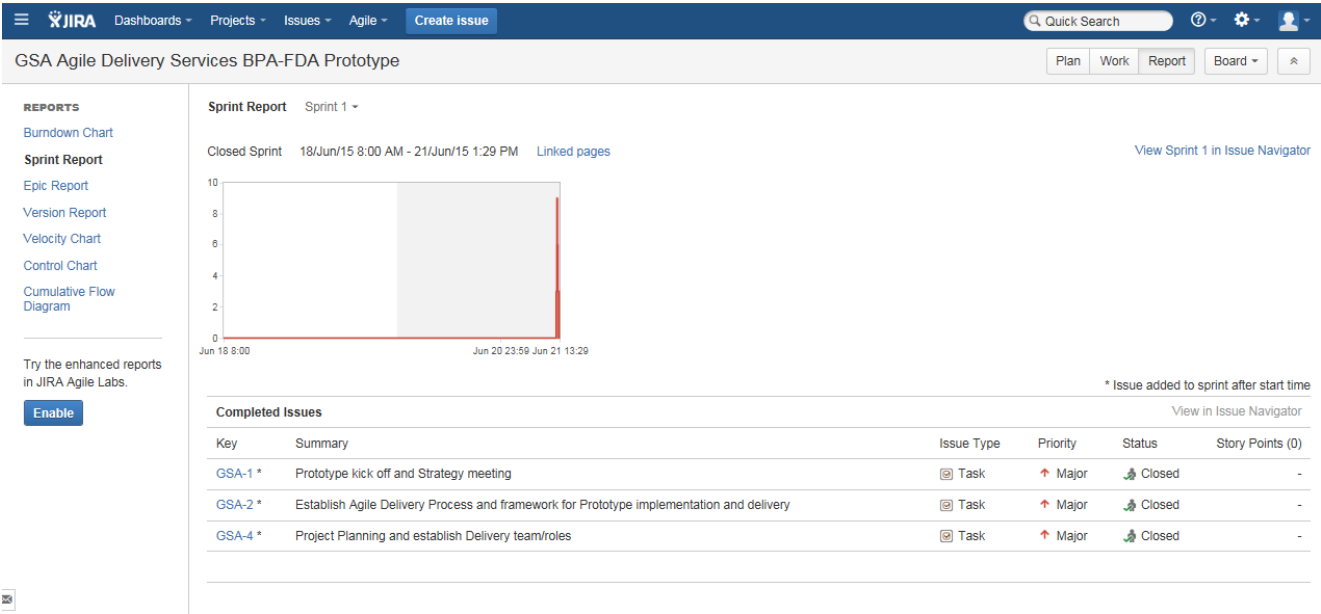 JIRA Dashboards Projects Issues Agile Create issue Quick Search
GSA Agile Delivery Services BPA-FDA Prototype Plan Work Report Board
REPORTS
Burndown Chart
Sprint Report
Epic Report
Version Report
Velocity Chart
Control Chart
Cumulative Flow
Diagram
Try the enhanced reports
in JIRA Agile Labs.
Enable
Sprint Report Sprint 1
Closed Sprint 18/Jun/15 8:00 AM - 21/Jun/15 1:29 PM Linked pages View Sprint 1 in Issue Navigator
10
8
6
4
2
0
Jun 18 8:00 Jun 20 23:59 Jun 21 13:29
* Issue added to sprint after start time
Completed Issues View in Issue Navigator
Key Summary Issue Type Priority Status Story Points (0)
GSA-1 * Prototype kick off and Strategy meeting Task Major Closed -
GSA-2 * Establish Agile Delivery Process and framework for Prototype implementation and delivery Task Major Closed -
GSA-4 * Project Planning and establish Delivery team/roles Task Major Closed -